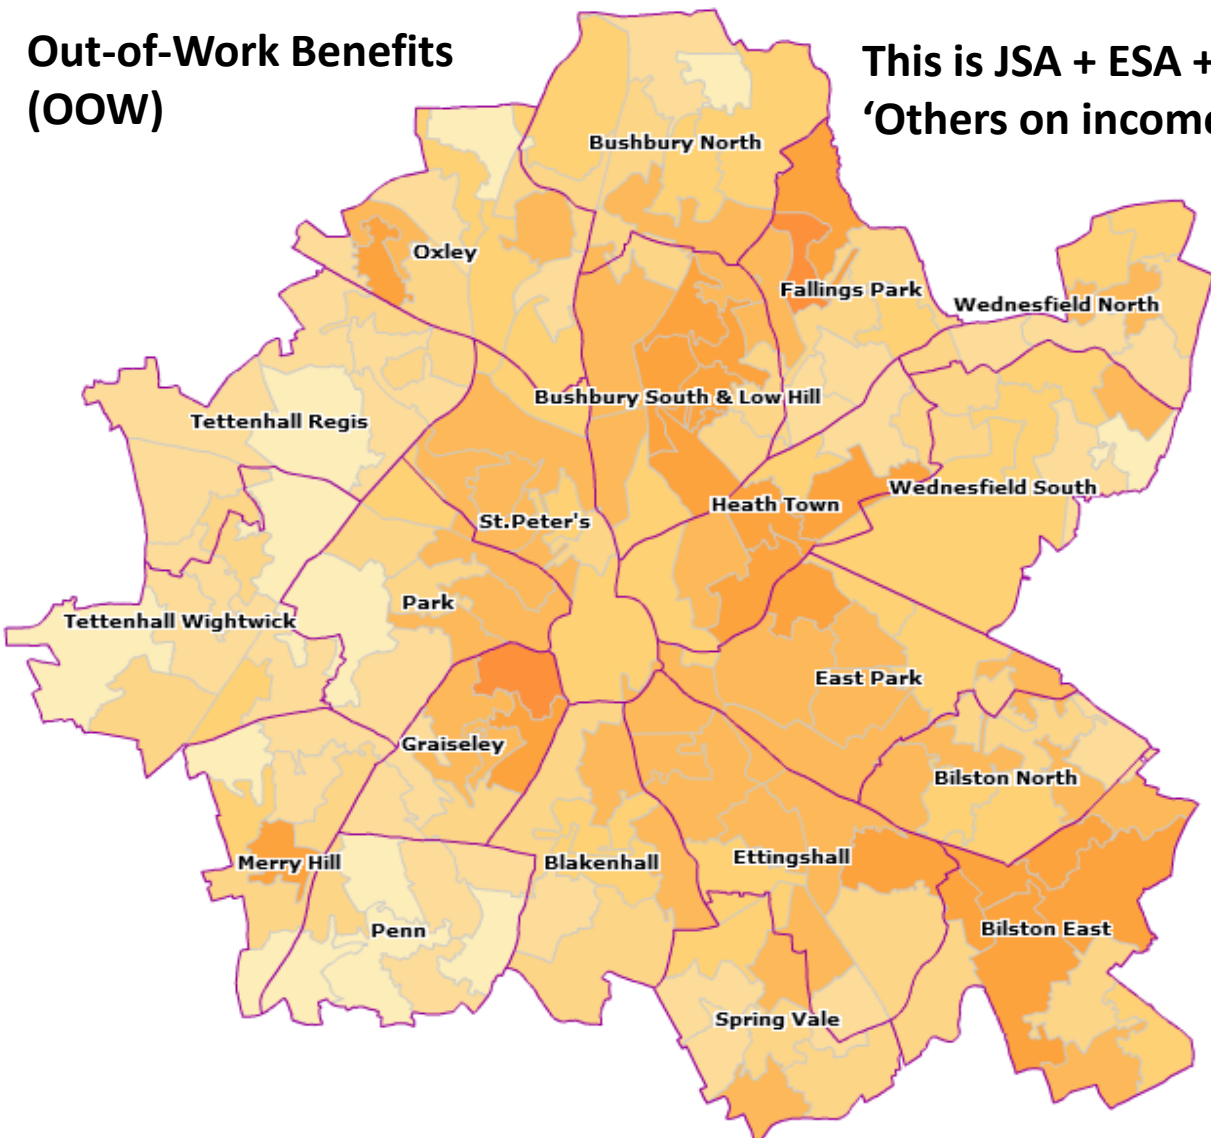 Out-of-Work Benefits
(OOW)
This is JSA + ESA +
‘Others on income
Bushbury North
Oxley
Fallings Park
Wednesfield North
Bushbury South & Low Hill
Tettenhall Regis
Wednesfield South
Heath Town
St.Peter's
Park
Tettenhall Wightwick
East Park
Graiseley
Bilston North
Merry Hill
Blakenhall
Ettingshall
Penn
Bilston East
Spring Vale